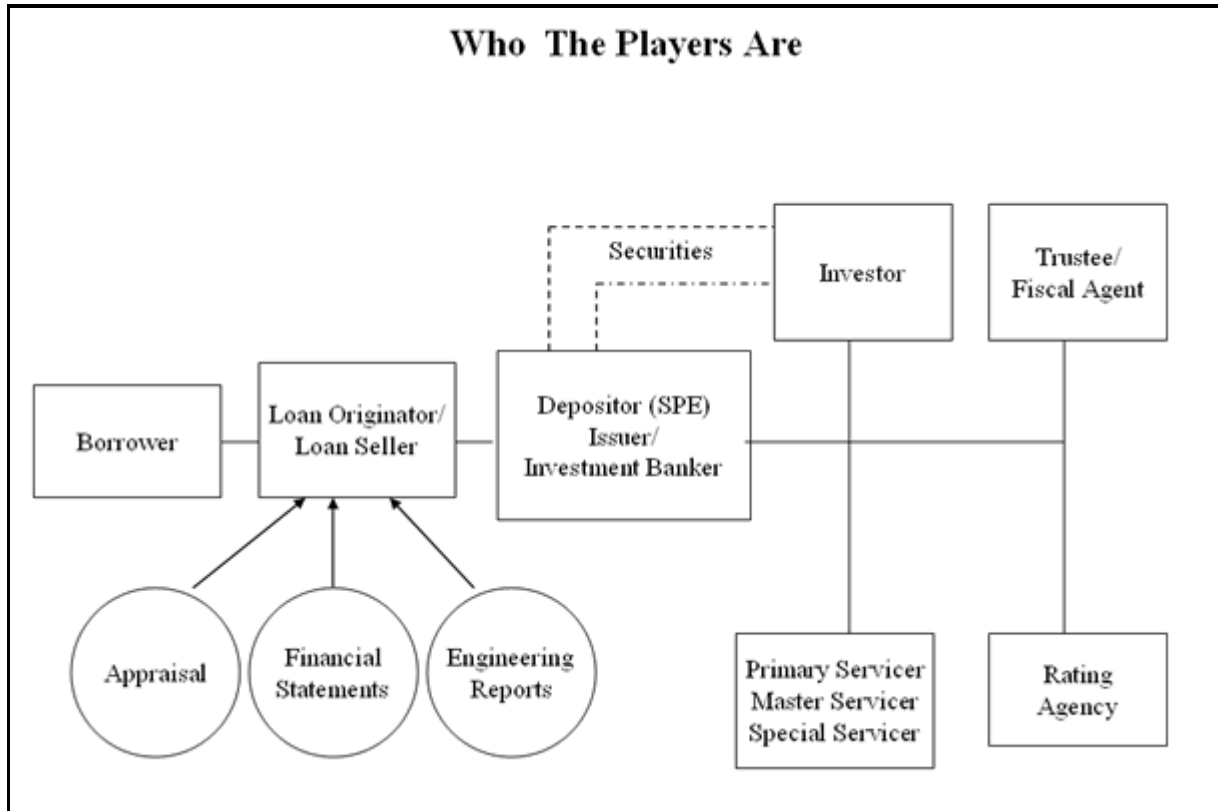 Who The Players Are
Securities
Investor
Trustee/
Fiscal Agent
Borrower
Loan Originator/
Loan Seller
Depositor (SPE)
Issuer/
Investment Banker
Appraisal
Financial
Statements
Engineering
Reports
Primary Servicer
Master Servicer
Special Servicer
Rating
Agency